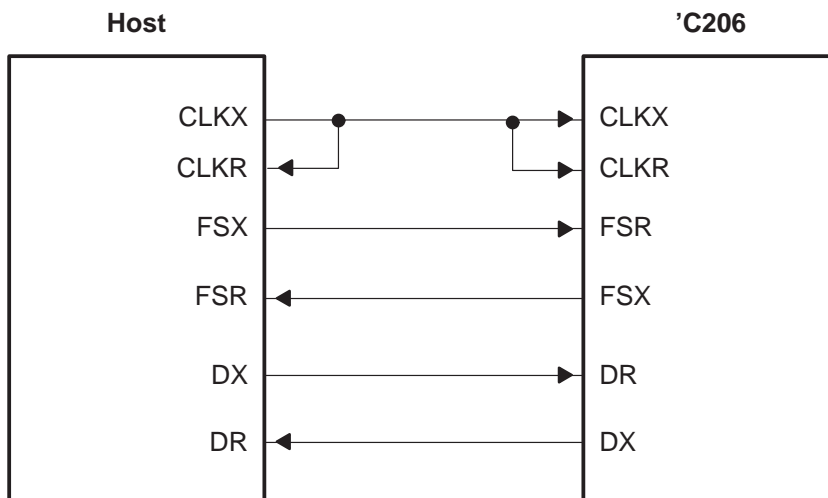 Host ’C206
CLKX CLKX
CLKR CLKR
FSX FSR
FSR FSX
DX DR
DR DX